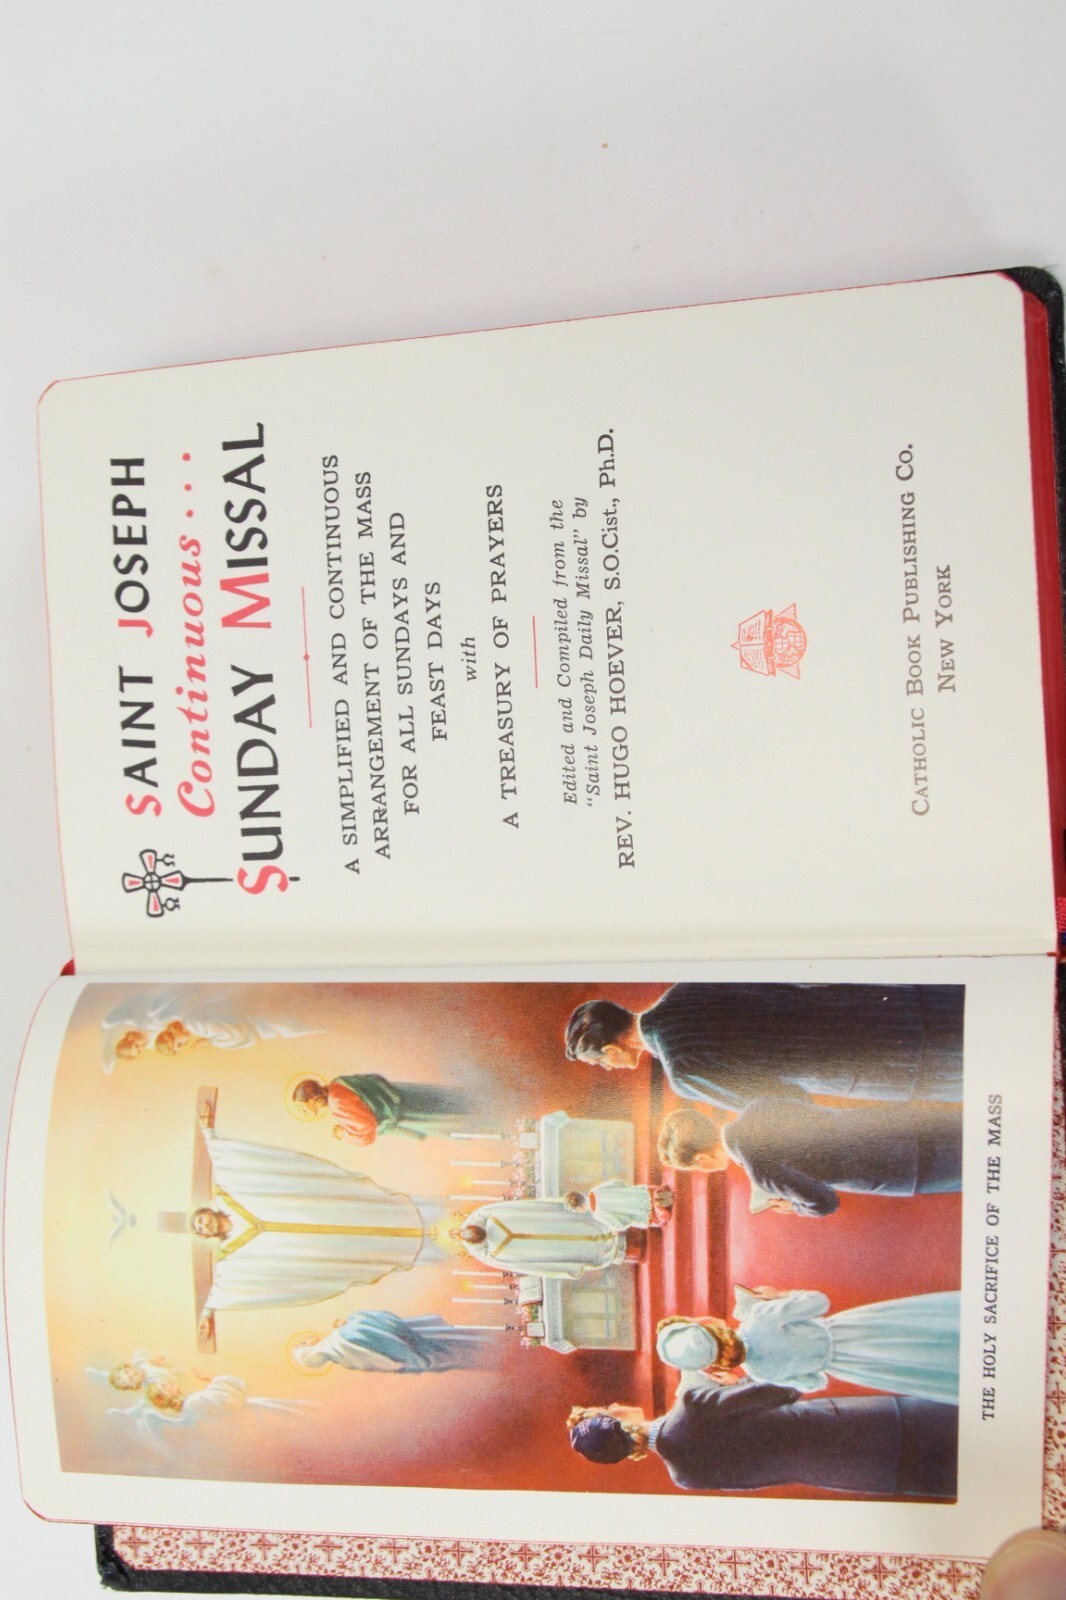 SAINT JOSEPH
Continuous....
SUNDAY MISSAL
A SIMPLIFIED AND CONTINUOUS
ARRANGEMENT OF THE MASS
FOR ALL SUNDAYS AND
FEAST DAYS
with
A TREASURY OF PRAYERS
Edited and Compiled from the
"Saint Joseph Daily Missal" by
REV. HUGO HOEVER, S.O.Cist., Ph.D.
CATHOLIC BOOK PUBLISHING CO.
NEW YORK
THE HOLY SACRIFICE OF THE MASS